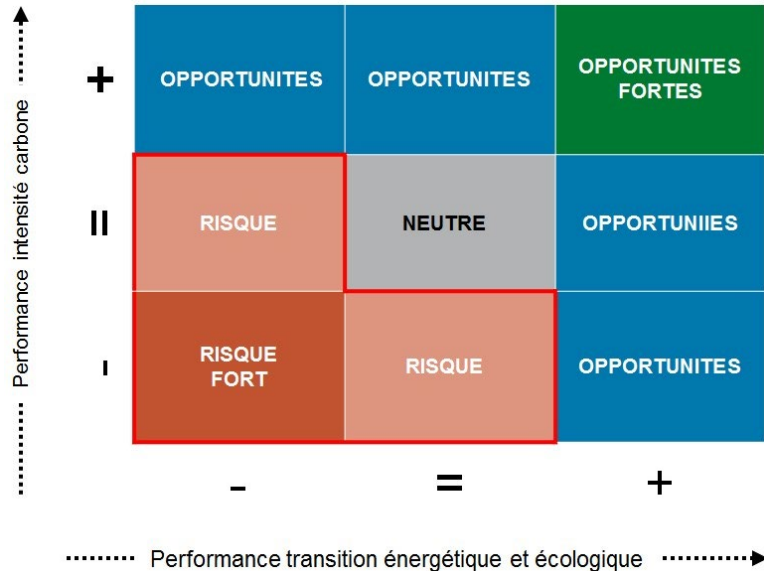 Performance intensité carbone
+
OPPORTUNITES
OPPORTUNITES
OPPORTUNITES
FORTES
=
RISQUE
NEUTRE
OPPORTUNIIES
-
RISQUE
FORT
RISQUE
OPPORTUNITES
-
=
+
Performance transition énergétique et écologique